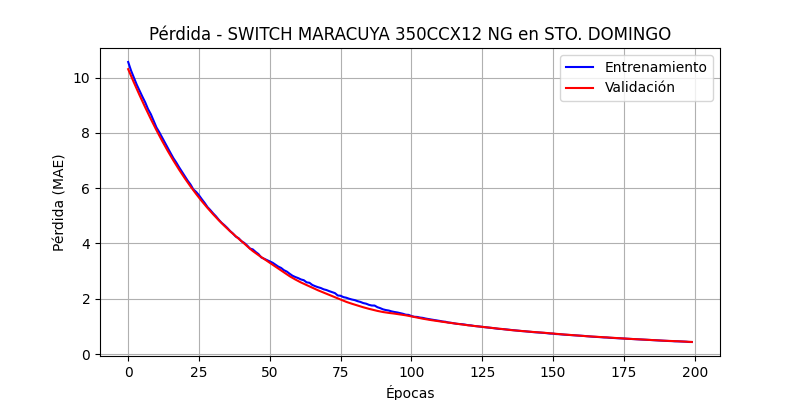 Pérdida - SWITCH MARACUYA 350CCX12 NG en STO. DOMINGO
Entrenamiento
Validación
Pérdida (MAE)
10
8
6
4
2
0
0 25 50 75 100 125 150 175 200
Épocas